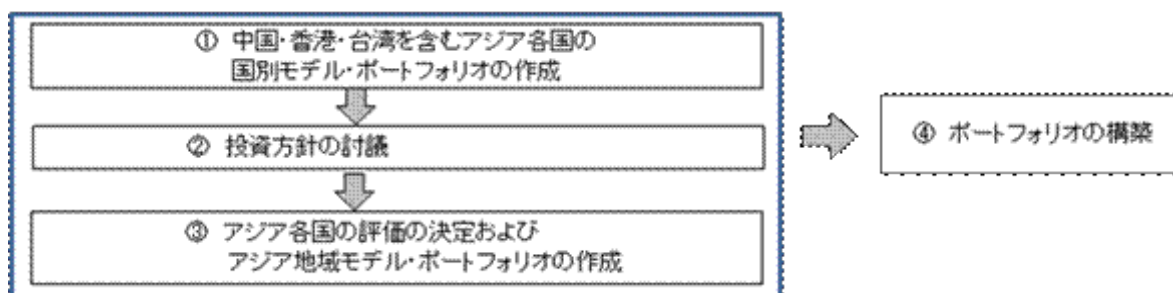 ① 中国・香港・台湾を含むアジア各国の
国別モデル・ポートフォリオの作成
② 投資方針の討議
③ アジア各国の評価の決定および
アジア地域モデル・ポートフォリオの作成
④ ポートフォリオの構築